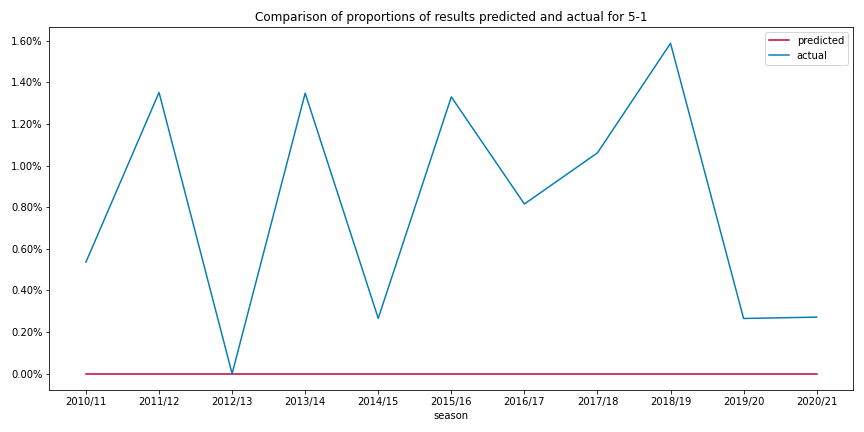 Comparison of proportions of results predicted and actual for 5-1
predicted
actual
1.60%
1.40%
1.20%
1.00%
0.80%
0.60%
0.40%
0.20%
0.00%
2010/11 2011/12 2012/13 2013/14 2014/15 2015/16 2016/17 2017/18 2018/19 2019/20 2020/21
season